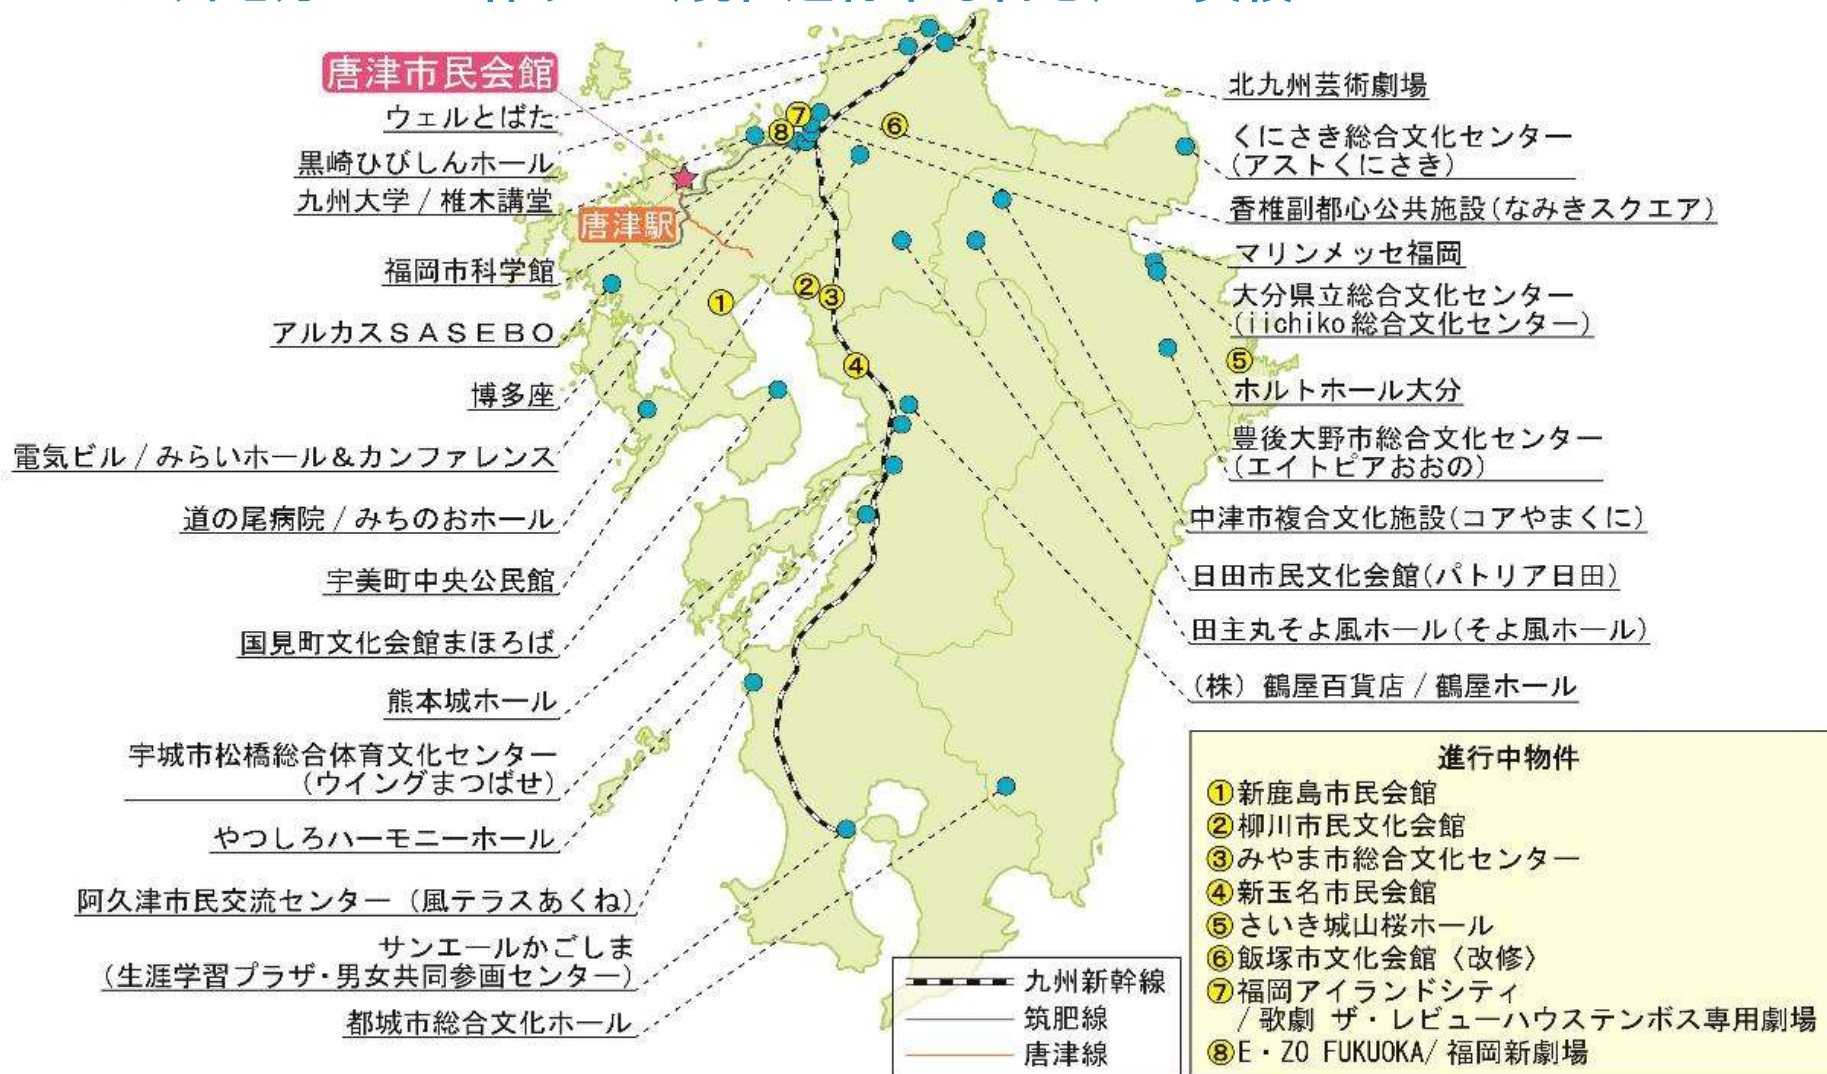 唐津市民会館
ウェルとばた
黒崎ひびしんホール
九州大学 / 椎木講堂
唐津駅
福岡市科学館
アルカスSASEBO
博多座
電気ビル / みらいホール&カンファレンス
道の尾病院 / みちのおホール
宇美町中央公民館
国見町文化会館まほろば
熊本城ホール
宇城市松橋総合体育文化センター
(ウイングまつばせ)
やつしろハーモニーホール
阿久津市民交流センター (風テラスあくね)
サンエールかごしま
(生涯学習プラザ・男女共同参画センター)
都城市総合文化ホール
北九州芸術劇場
くにさき総合文化センター
(アストくにさき)
香椎副都心公共施設(なみきスクエア)
マリンメッセ福岡
大分県立総合文化センター
(iichiko総合文化センター)
ホルトホール大分
豊後大野市総合文化センター
(エイトピアおおの)
中津市複合文化施設(コアやまくに)
日田市民文化会館(パトリア日田)
田主丸そよ風ホール(そよ風ホール)
(株) 鶴屋百貨店 / 鶴屋ホール
⑦
⑧
⑥
①
②
③
④
⑤
九州新幹線
筑肥線
唐津線
進行中物件
①新鹿島市民会館
②柳川市民文化会館
③みやま市総合文化センター
④新玉名市民会館
⑤さいき城山桜ホール
⑥飯塚市文化会館〈改修〉
⑦福岡アイランドシティ
/ 歌劇 ザ・レビューハウステンボス専用劇場
⑧E・ZO FUKUOKA/ 福岡新劇場